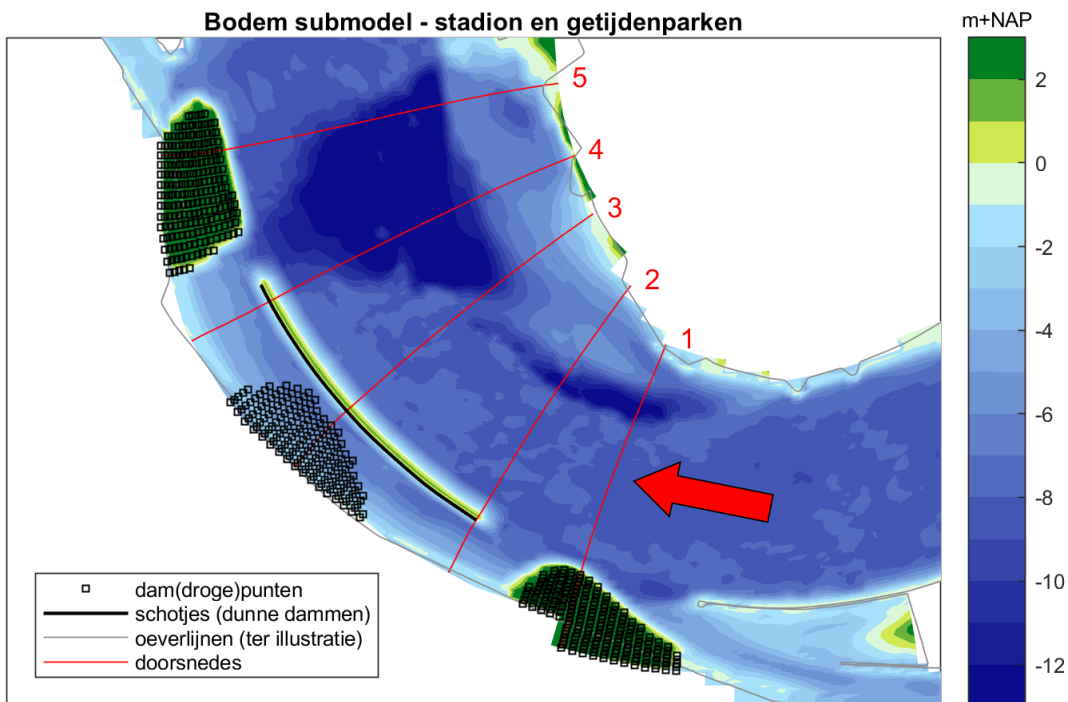 Bodem submodel - stadion en getijdenparken
m+NAP
5
4
3
2
1
2
0
-2
-4
-6
-8
-10
-12
dam(droge)punten
schotjes (dunne dammen)
oeverlijnen (ter illustratie)
doorsnedes